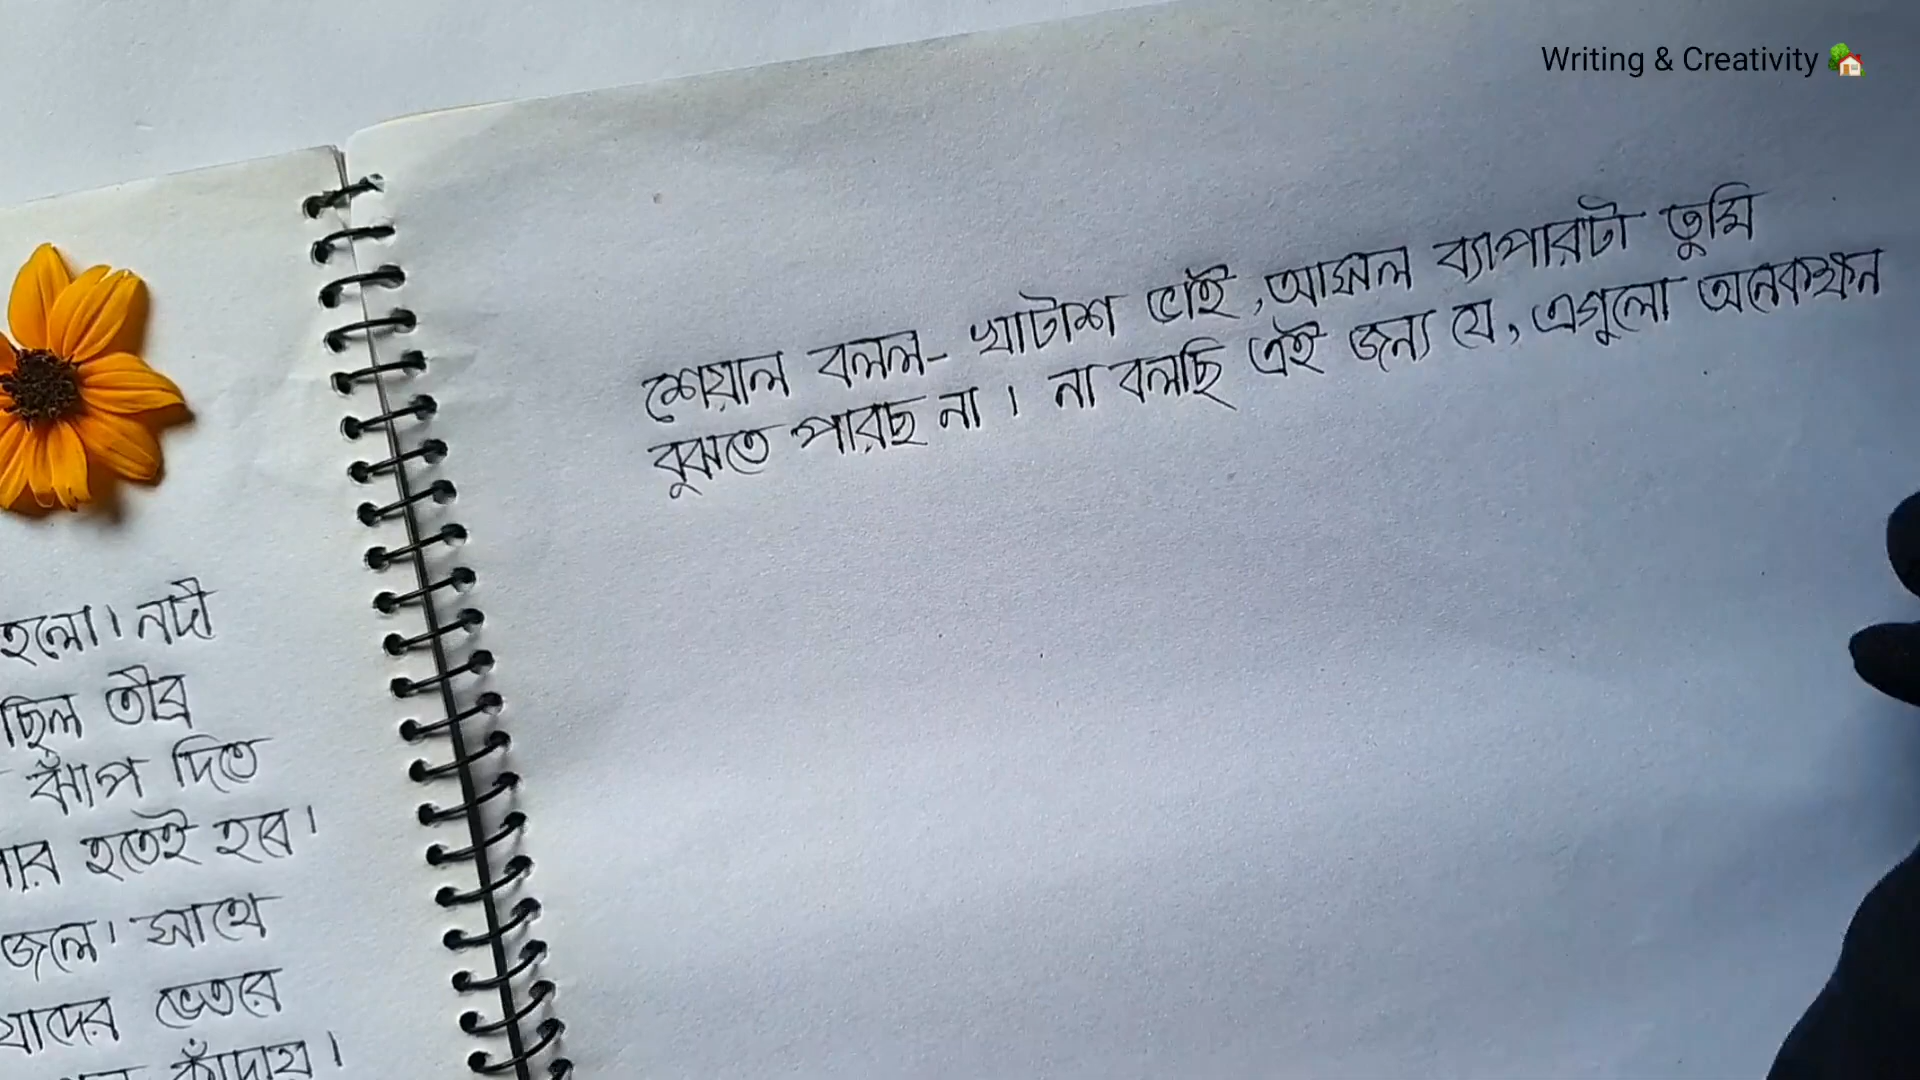 Writing & Creativity
হলো। নদী
ছিল তীব্র
ঝাঁপ দিতে
পার হতেই হবে।
জলে। সাথে
ভেতরে
কাঁদায়।
শেয়াল বলল- খাটাশ ভাই, আসল ব্যাপারটা তুমি
বুঝতে পারছ না। না বলছি এই জন্য যে, এগুলো অনেকক্ষন